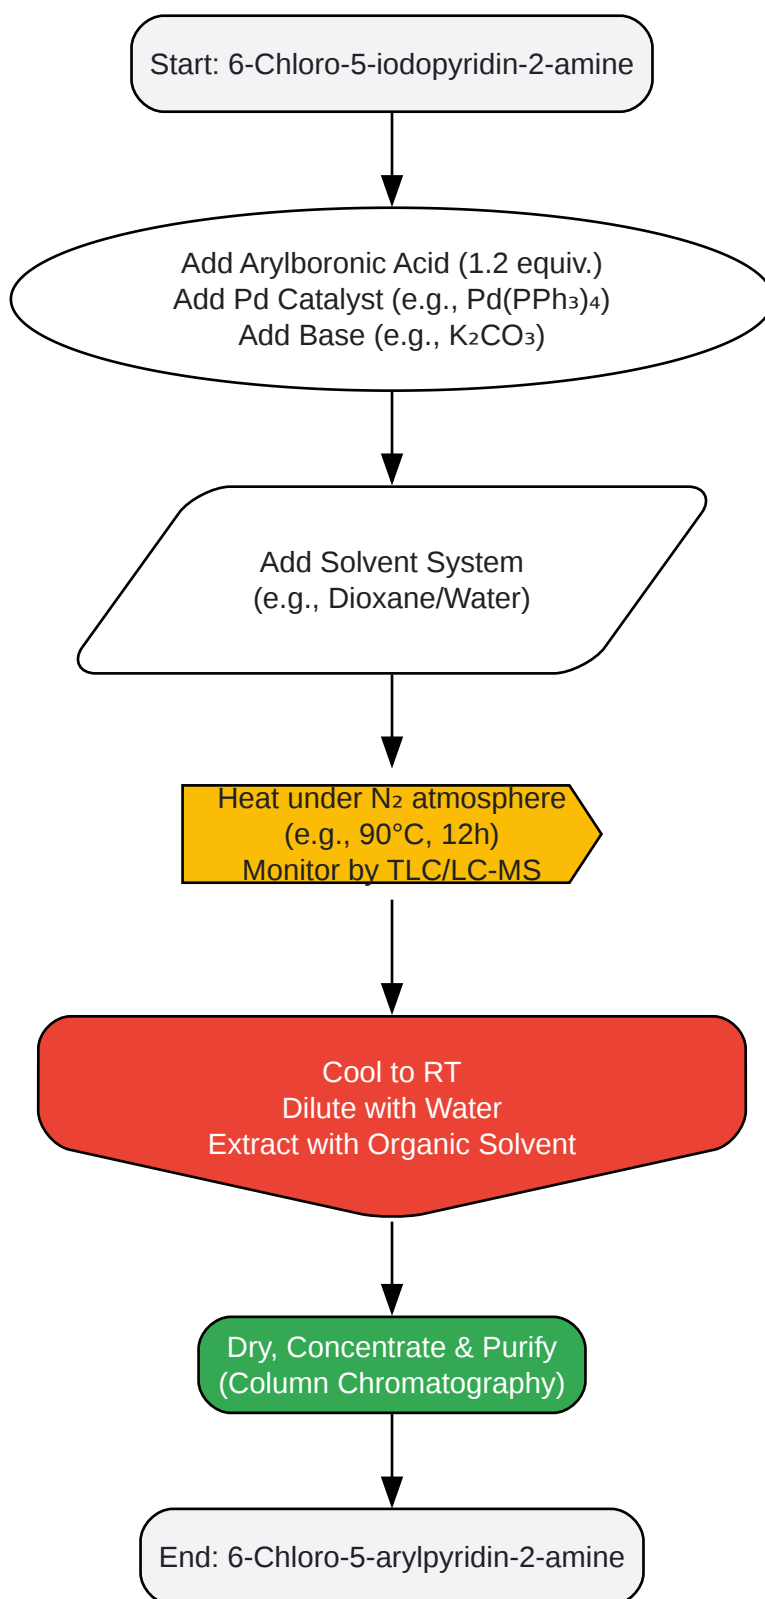 Start: 6-Chloro-5-iodopyridin-2-amine
Add Arylboronic Acid (1.2 equiv.)
Add Pd Catalyst (e.g., Pd(PPh₃)₄)
Add Base (e.g., K₂CO₃)
Add Solvent System
(e.g., Dioxane/Water)
Heat under N₂ atmosphere
(e.g., 90°C, 12h)
Monitor by TLC/LC-MS
Cool to RT
Dilute with Water
Extract with Organic Solvent
Dry, Concentrate & Purify
(Column Chromatography)
End: 6-Chloro-5-arylpyridin-2-amine